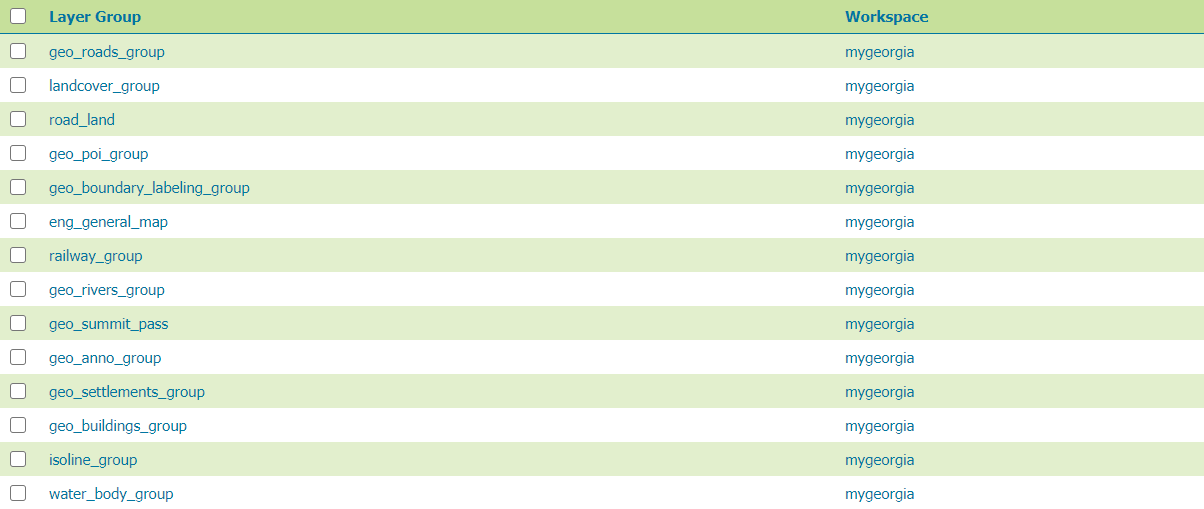 Layer Group Workspace
geo_roads_group mygeorgia
landcover_group mygeorgia
road_land mygeorgia
geo_poi_group mygeorgia
geo_boundary_labeling_group mygeorgia
eng_general_map mygeorgia
railway_group mygeorgia
geo_rivers_group mygeorgia
geo_summit_pass mygeorgia
geo_anno_group mygeorgia
geo_settlements_group mygeorgia
geo_buildings_group mygeorgia
isoline_group mygeorgia
water_body_group mygeorgia